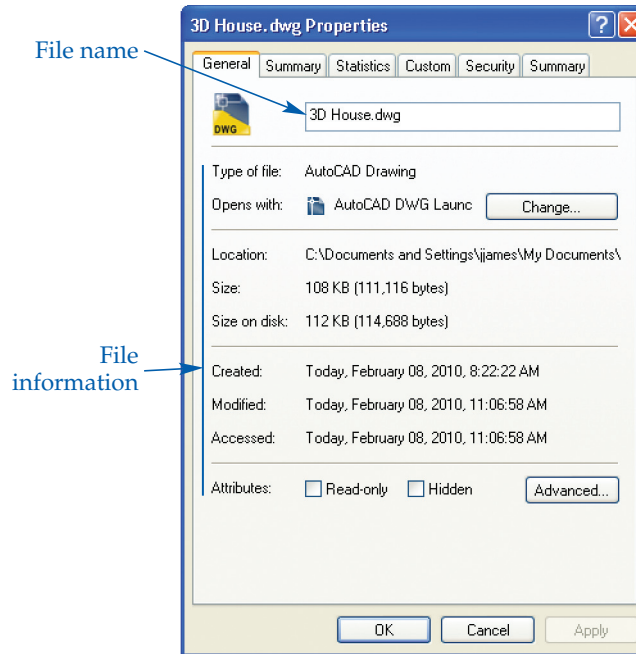 3D House.dwg Properties
File name
General Summary Statistics Custom Security Summary
DWG
3D House.dwg
Type of file: AutoCAD Drawing
Opens with: AutoCAD DWG Launc Change...
Location: C:\Documents and Settings\jjames\My Documents\
Size: 108 KB (111,116 bytes)
Size on disk: 112 KB (114,688 bytes)
File information
Created: Today, February 08, 2010, 8:22:22 AM
Modified: Today, February 08, 2010, 11:06:58 AM
Accessed: Today, February 08, 2010, 11:06:58 AM
Attributes: Read-only Hidden Advanced...
OK Cancel Apply